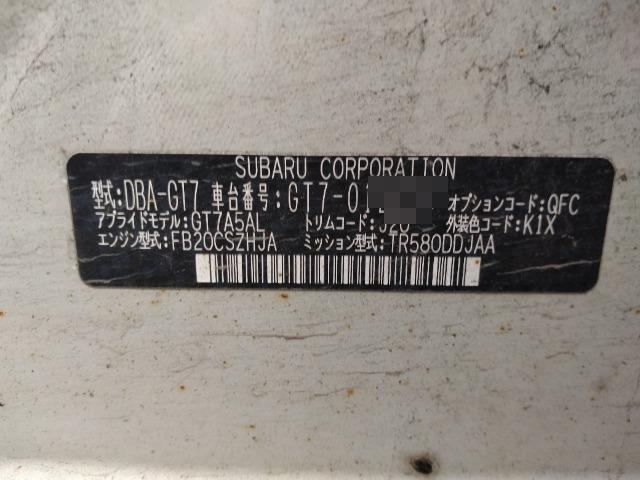 SUBARU CORPORATION
型式:DBA-GT7 車台番号:GT7-0 オプションコード:QFC
アプライドモデル:GT7A5AL トリムコード: 外装色コード:K1X
エンジン型式:FB20CSZHJA ミッション型式:TR580DDJAA